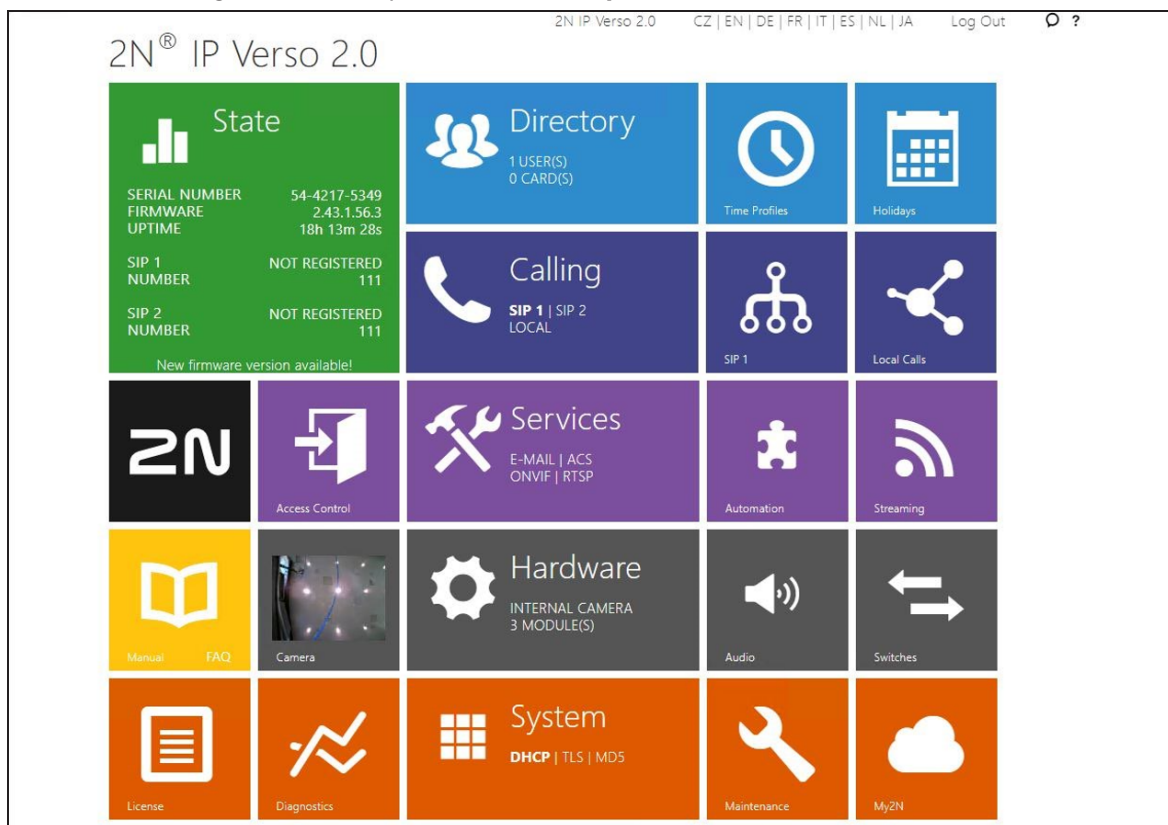 2N IP Verso 2.0 CZ | EN | DE | FR | IT | ES | NL | JA Log Out ?
2N® IP Verso 2.0
State
SERIAL NUMBER 54-4217-5349
FIRMWARE 2.43.1.56.3
UPTIME 18h 13m 28s
SIP 1 NOT REGISTERED
NUMBER 111
SIP 2 NOT REGISTERED
NUMBER 111
New firmware version available!
Directory
1 USER(S)
0 CARD(S)
Time Profiles
Holidays
Calling
SIP 1 | SIP 2
LOCAL
SIP 1
Local Calls
2N
Access Control
Services
E-MAIL | ACS
ONVIF | RTSP
Automation
Streaming
Manual FAQ
Camera
Hardware
INTERNAL CAMERA
3 MODULE(S)
Audio
Switches
License
Diagnostics
System
DHCP | TLS | MD5
Maintenance
My2N